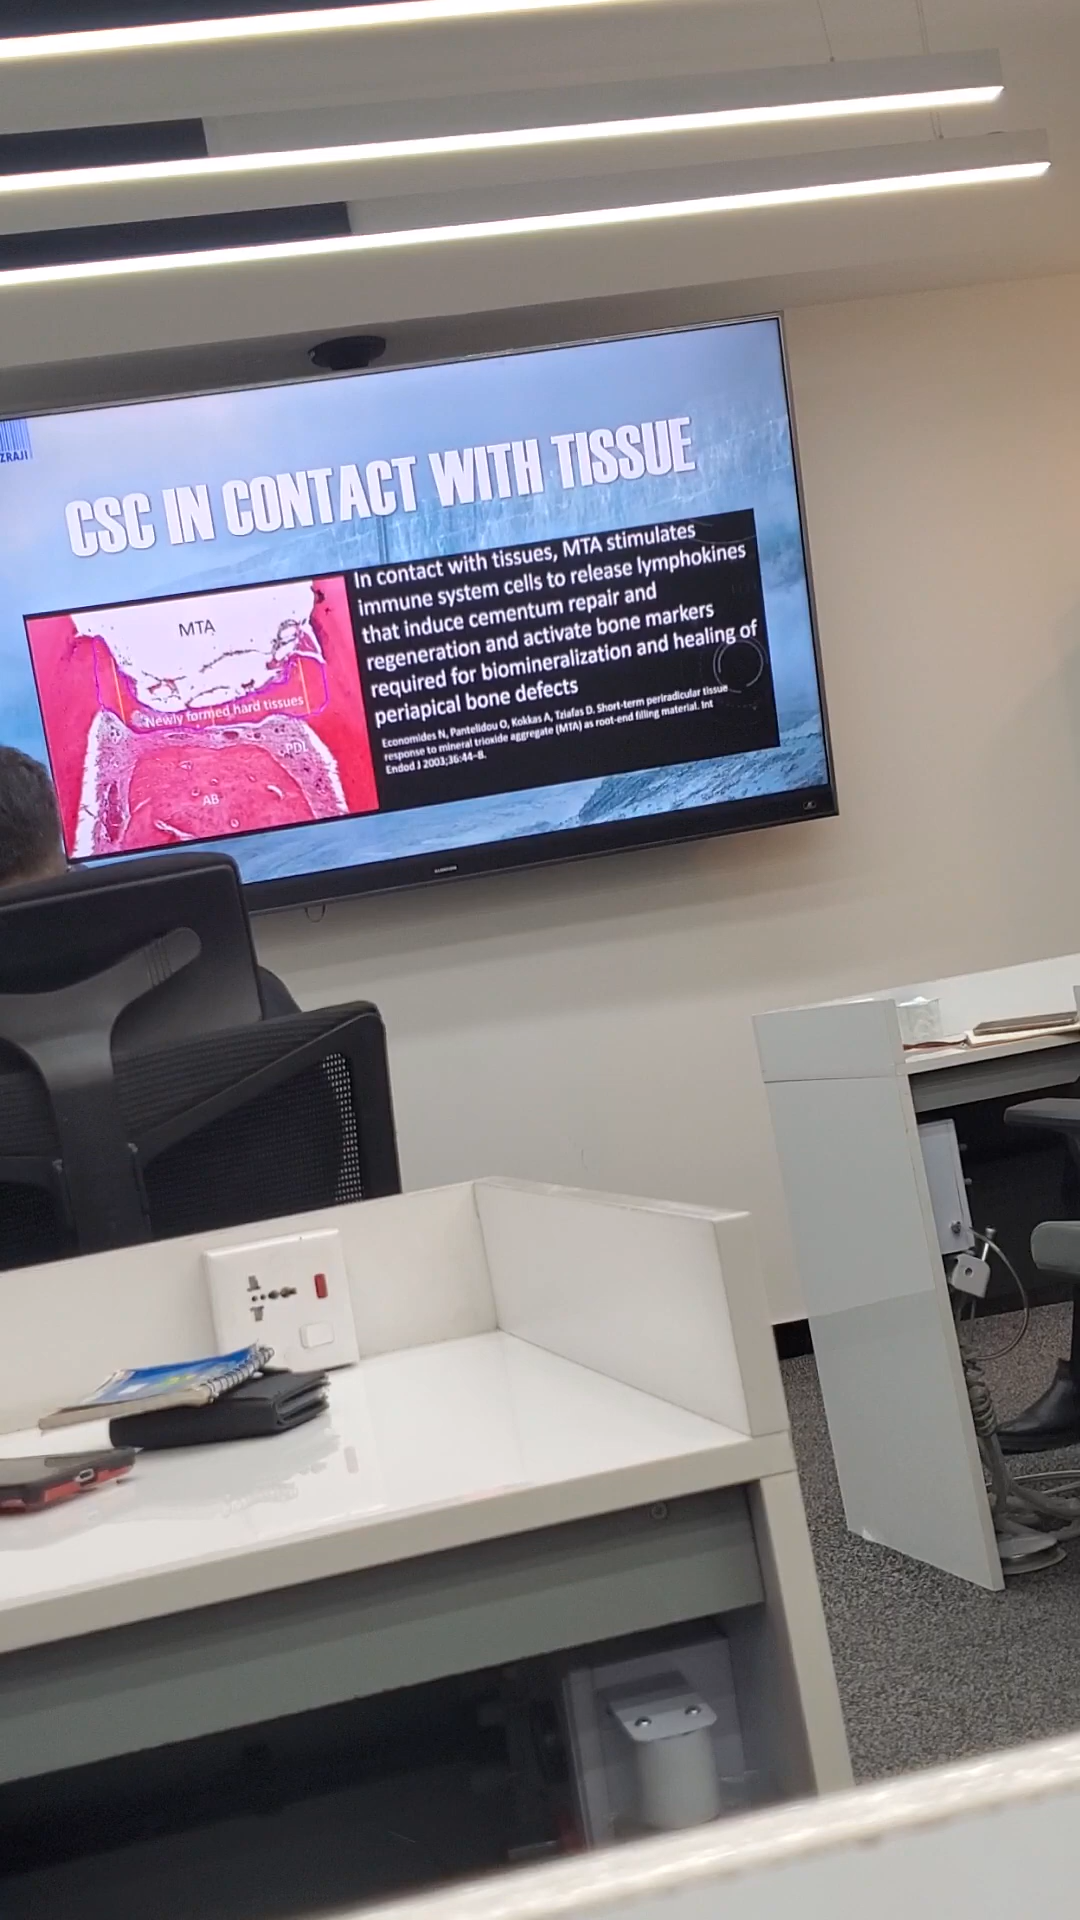 ZRAJI
CSC IN CONTACT WITH TISSUE
In contact with tissues, MTA stimulates
immune system cells to release lymphokines
that induce cementum repair and
regeneration and activate bone markers
required for biomineralization and healing of
periapical bone defects
Economides N, Pantelidou O, Kokkas A, Tziafas D. Short-term periradicular tissue
response to mineral trioxide aggregate (MTA) as root-end filling material. Int
Endod J 2003;36:44–8.
MTA
Newly formed hard tissues
PDL
AB